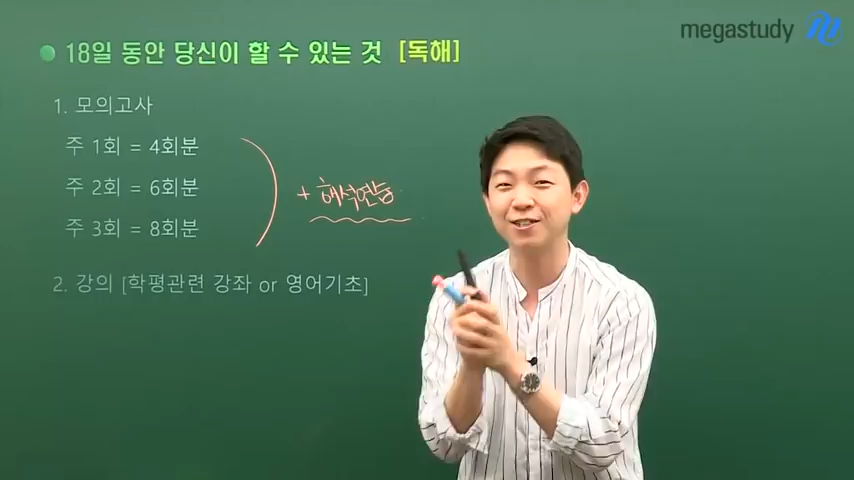 megastudy
18일 동안 당신이 할 수 있는 것 [독해]
1. 모의고사
주 1회 = 4회분
주 2회 = 6회분
주 3회 = 8회분
+ 해석연습
2. 강의 [학평관련 강좌 or 영어기초]